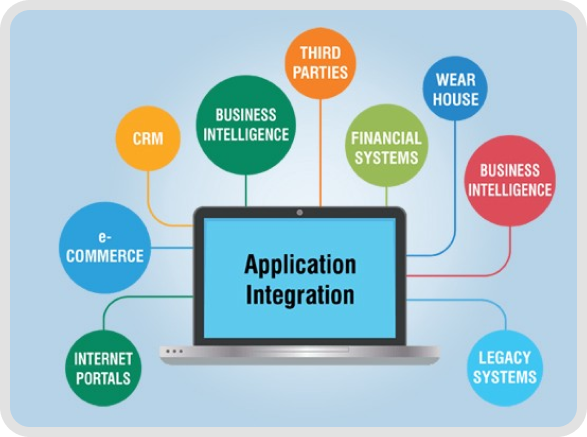 THIRD
PARTIES
WEAR
HOUSE
BUSINESS
INTELLIGENCE
CRM
FINANCIAL
SYSTEMS
BUSINESS
INTELLIGENCE
e-
COMMERCE
Application
Integration
INTERNET
PORTALS
LEGACY
SYSTEMS